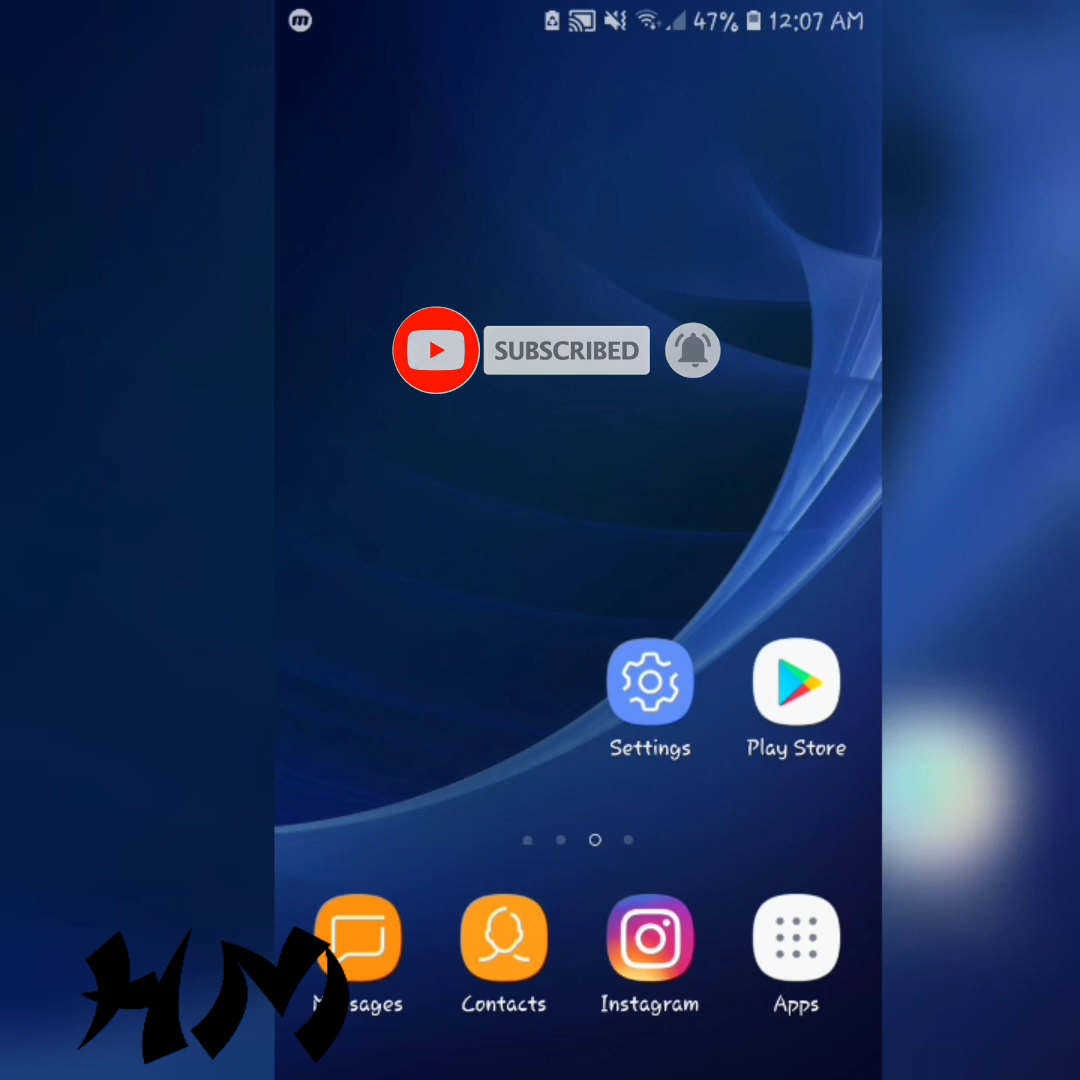 m 47% 12:07 AM
SUBSCRIBED
Settings Play Store
Messages Contacts Instagram Apps
HM